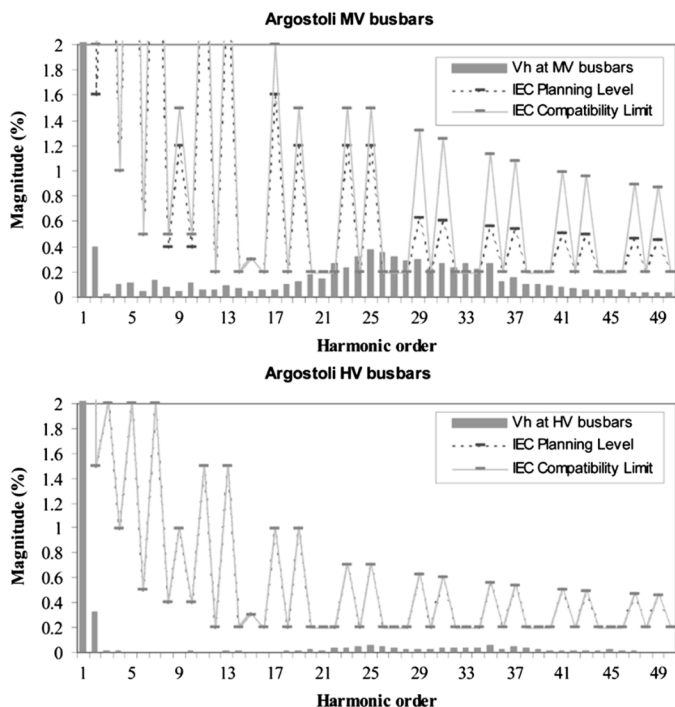 Argostoli MV busbars
Magnitude (%)
2
1.8
1.6
1.4
1.2
1
0.8
0.6
0.4
0.2
0
Vh at MV busbars
IEC Planning Level
IEC Compatibility Limit
1 5 9 13 17 21 25 29 33 37 41 45 49
Harmonic order
Argostoli HV busbars
Magnitude (%)
2
1.8
1.6
1.4
1.2
1
0.8
0.6
0.4
0.2
0
Vh at HV busbars
IEC Planning Level
IEC Compatibility Limit
1 5 9 13 17 21 25 29 33 37 41 45 49
Harmonic order